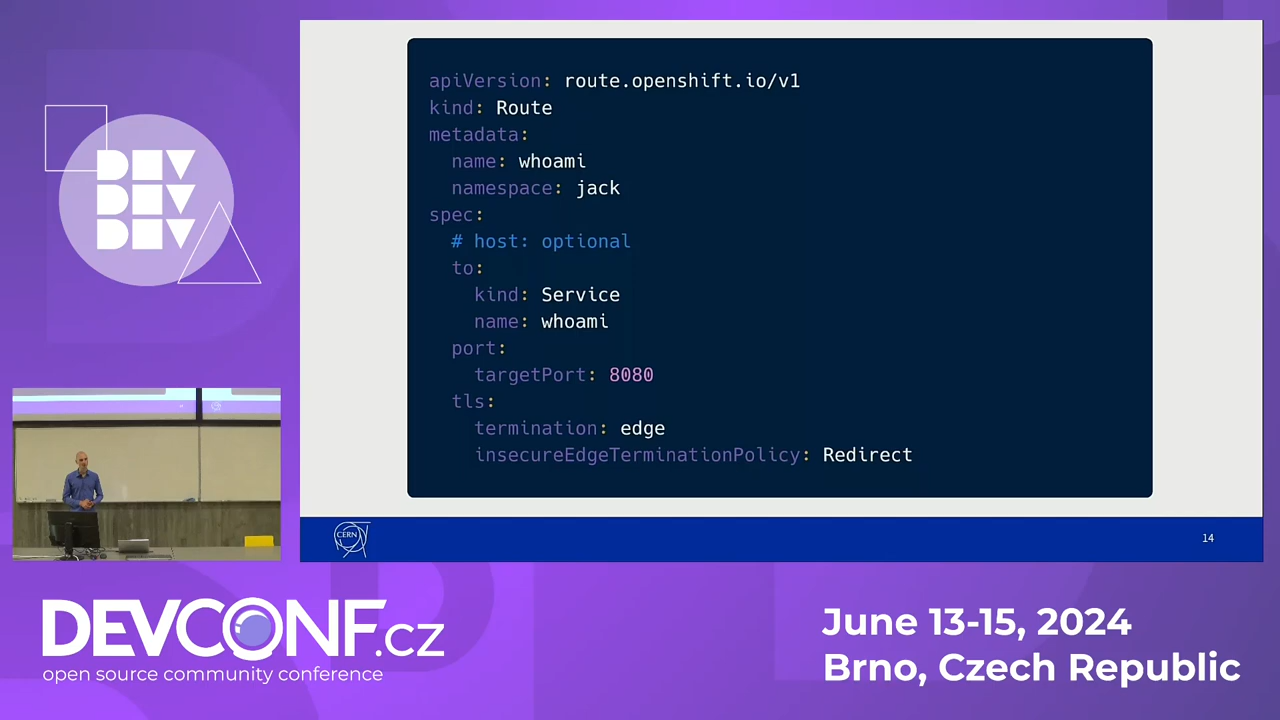 DEV
DEV
DEV
apiVersion: route.openshift.io/v1
kind: Route
metadata:
  name: whoami
  namespace: jack
spec:
  # host: optional
  to:
    kind: Service
    name: whoami
  port:
    targetPort: 8080
  tls:
    termination: edge
    insecureEdgeTerminationPolicy: Redirect
CERN
14
DEVCONF.cz
open source community conference
June 13-15, 2024
Brno, Czech Republic